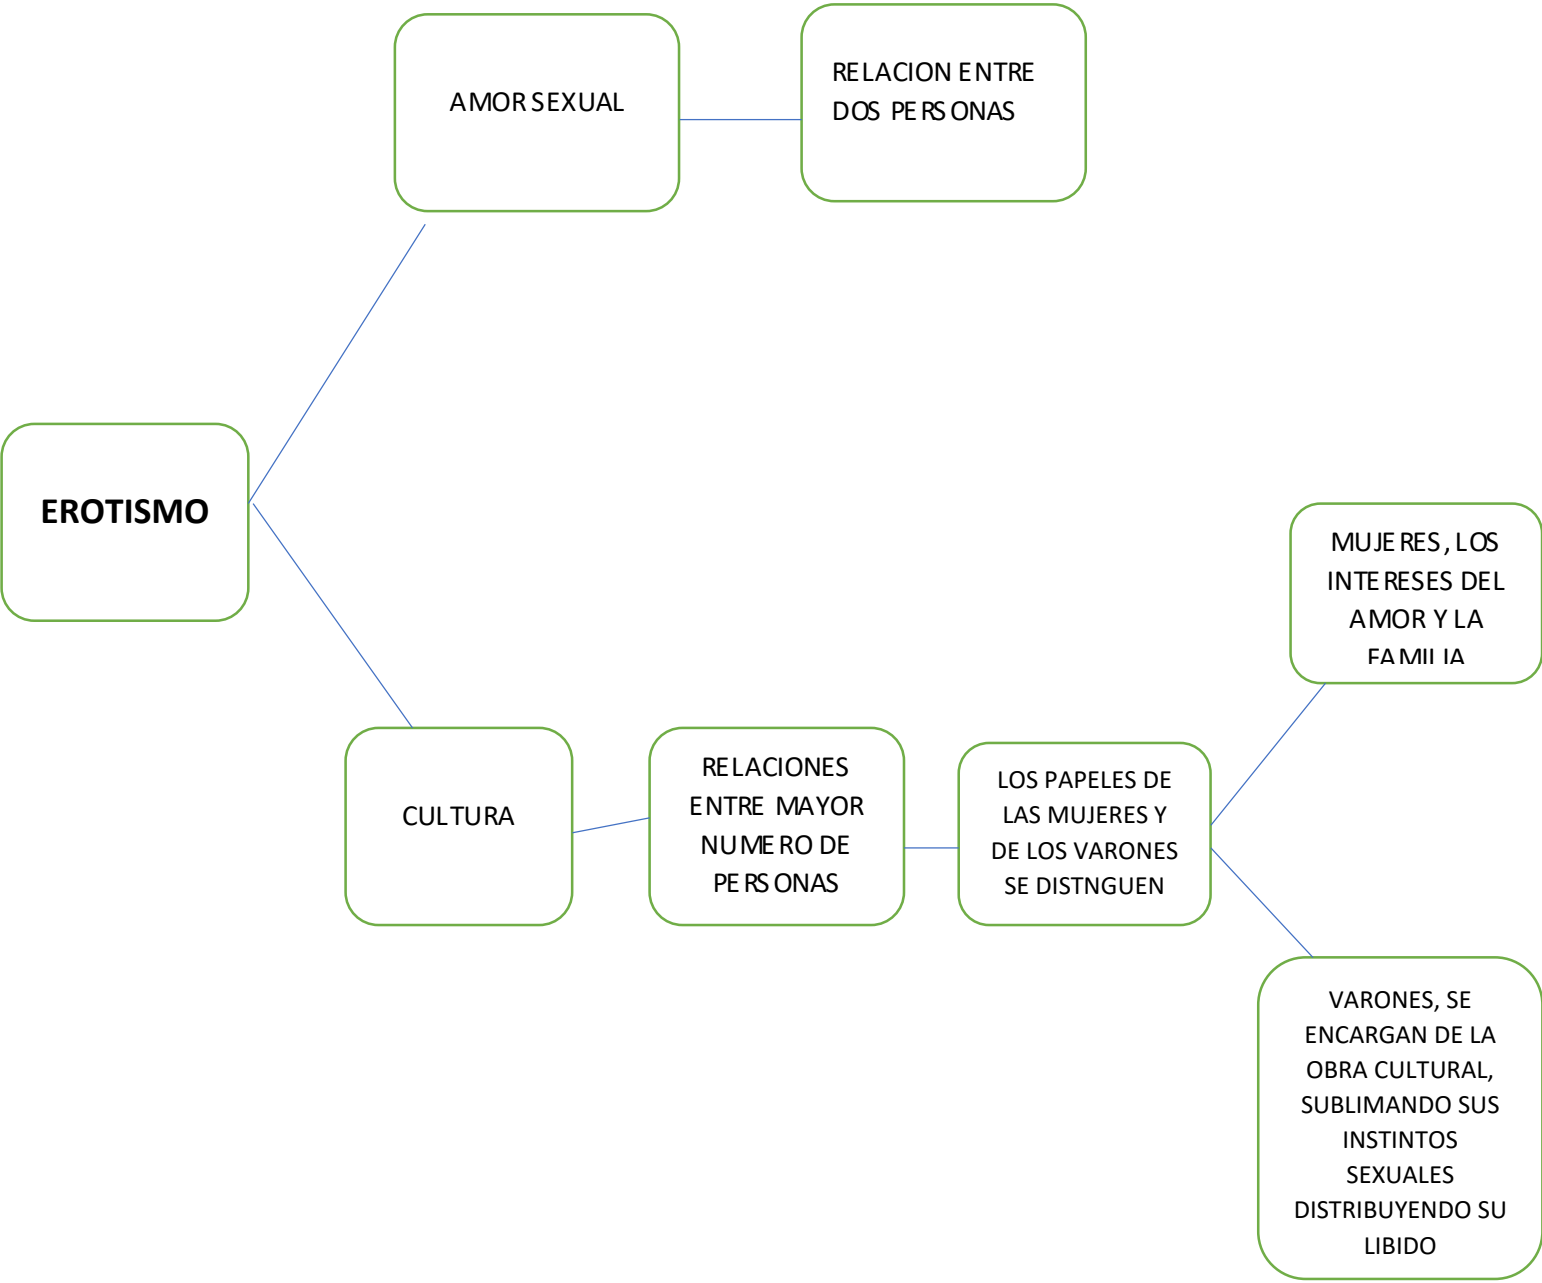 AMOR SEXUAL
RELACION ENTRE
DOS PERSONAS
EROTISMO
MUJERES, LOS
INTERESES DEL
AMOR Y LA
FAMILIA
CULTURA
RELACIONES
ENTRE MAYOR
NUMERO DE
PERSONAS
LOS PAPELES DE
LAS MUJERES Y
DE LOS VARONES
SE DISTNGUEN
VARONES, SE
ENCARGAN DE LA
OBRA CULTURAL,
SUBLIMANDO SUS
INSTINTOS
SEXUALES
DISTRIBUYENDO SU
LIBIDO